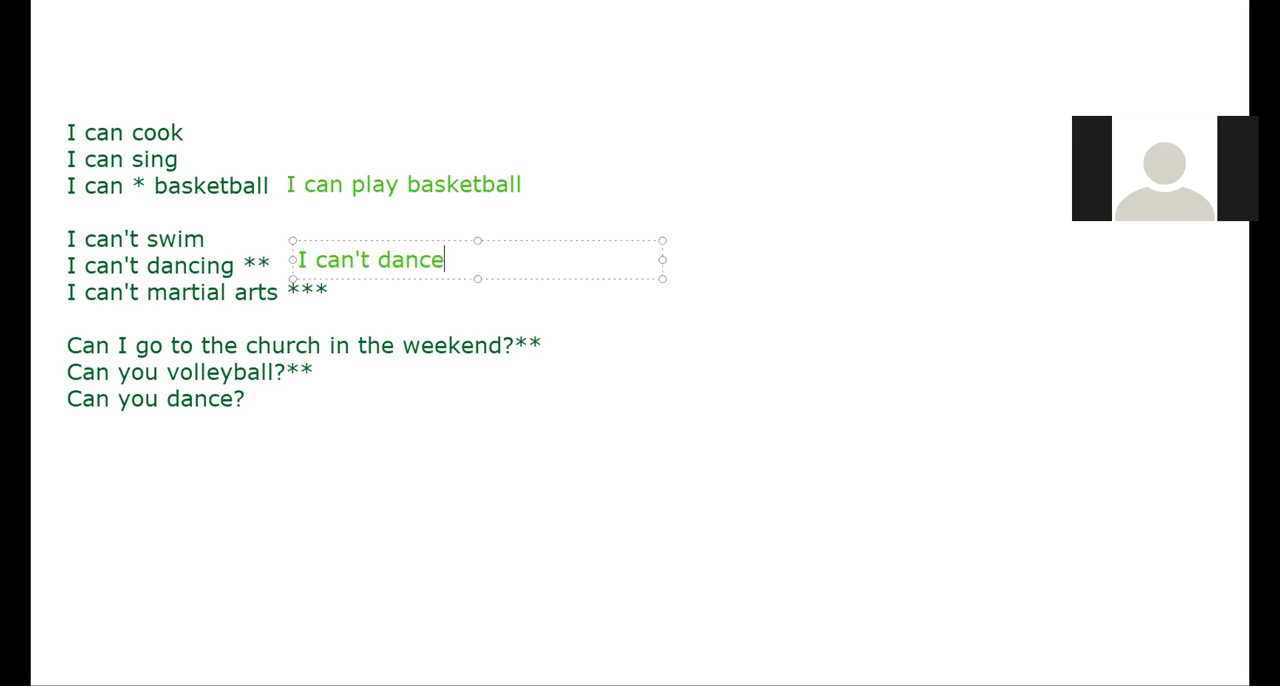 I can cook
I can sing
I can * basketball I can play basketball
I can't swim
I can't dancing ** I can't dance
I can't martial arts ***
Can I go to the church in the weekend?**
Can you volleyball?**
Can you dance?